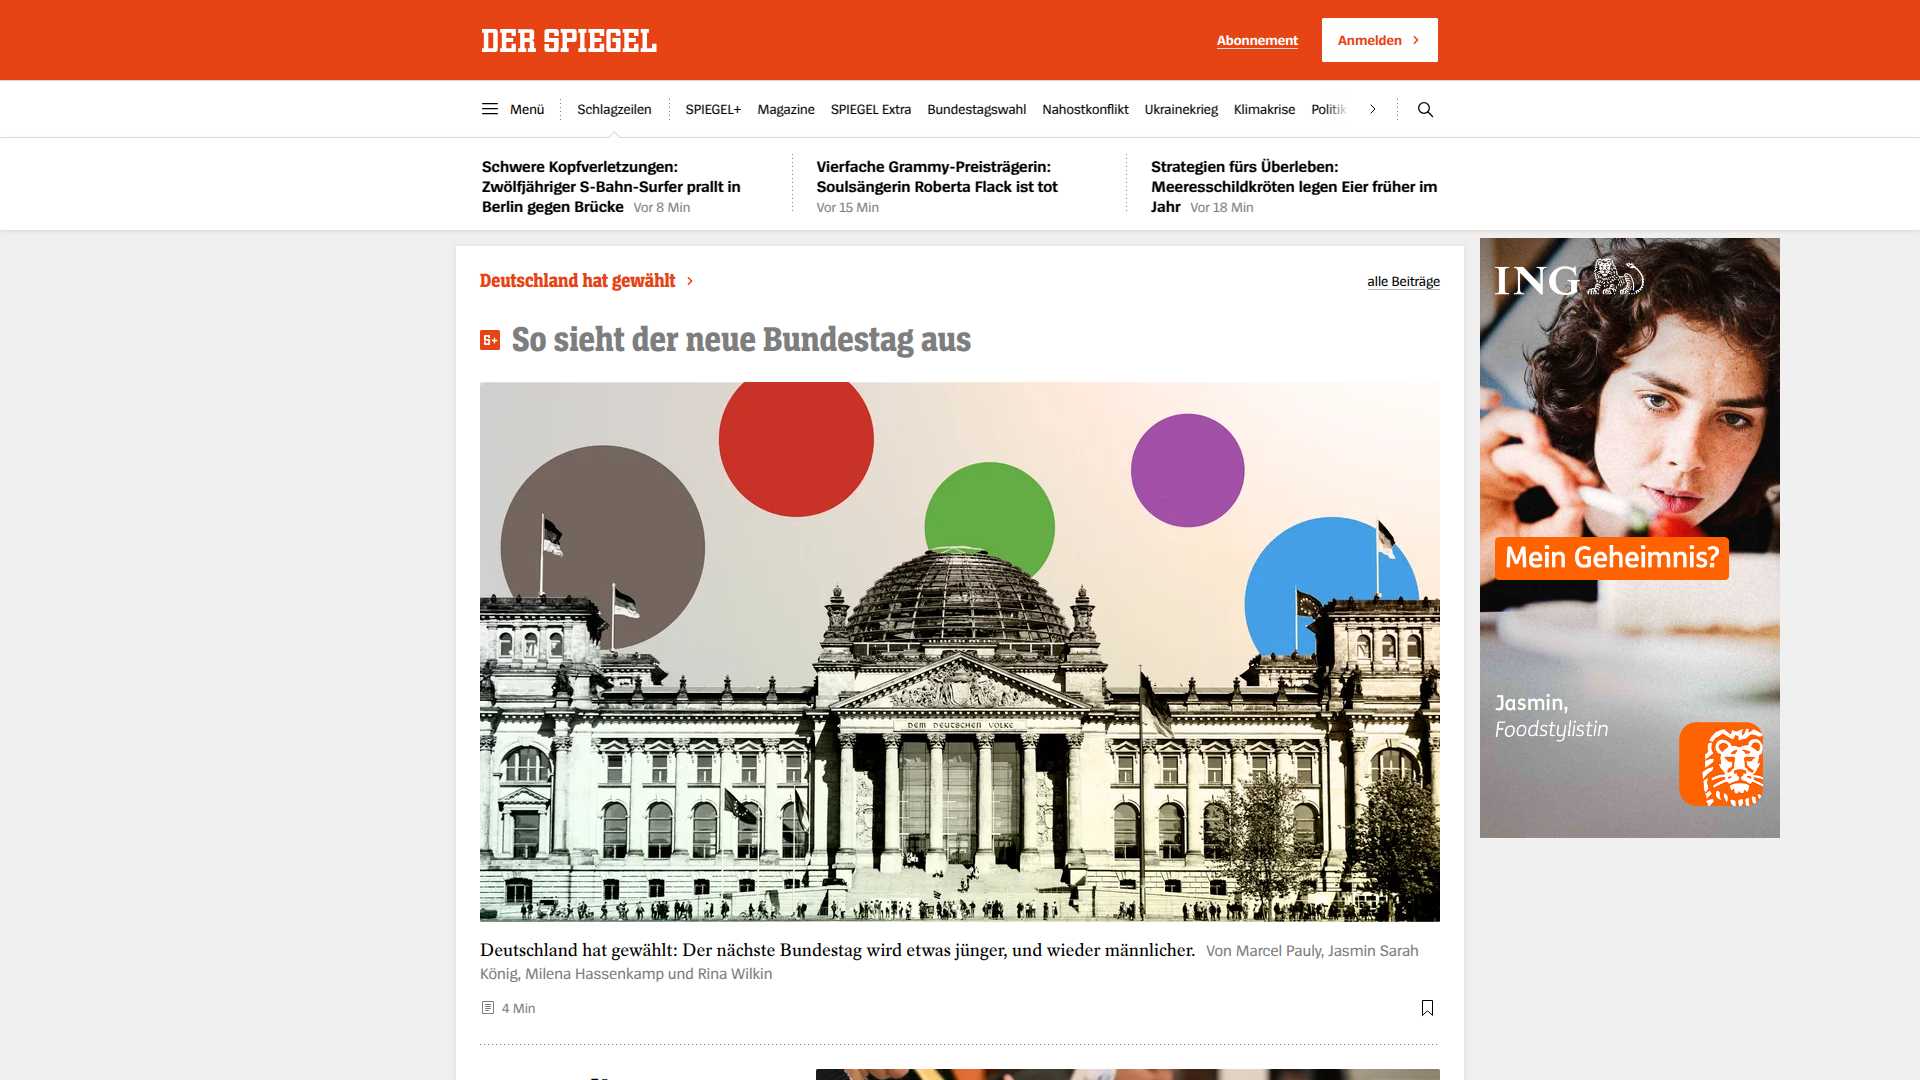 DER SPIEGEL
Abonnement
Anmelden
Menü
Schlagzeilen
SPIEGEL+
Magazine
SPIEGEL Extra
Bundestagswahl
Nahostkonflikt
Ukrainekrieg
Klimakrise
Politik
Schwere Kopfverletzungen:
Zwölfjähriger S-Bahn-Surfer prallt in
Berlin gegen Brücke Vor 8 Min
Vierfache Grammy-Preisträgerin:
Soulsängerin Roberta Flack ist tot
Vor 15 Min
Strategien fürs Überleben:
Meeresschildkröten legen Eier früher im
Jahr Vor 18 Min
Deutschland hat gewählt
alle Beiträge
S+ So sieht der neue Bundestag aus
DEM DEUTSCHEN VOLKE
Deutschland hat gewählt: Der nächste Bundestag wird etwas jünger, und wieder männlicher. Von Marcel Pauly, Jasmin Sarah
König, Milena Hassenkamp und Rina Wilkin
4 Min
ING
Mein Geheimnis?
Jasmin,
Foodstylistin